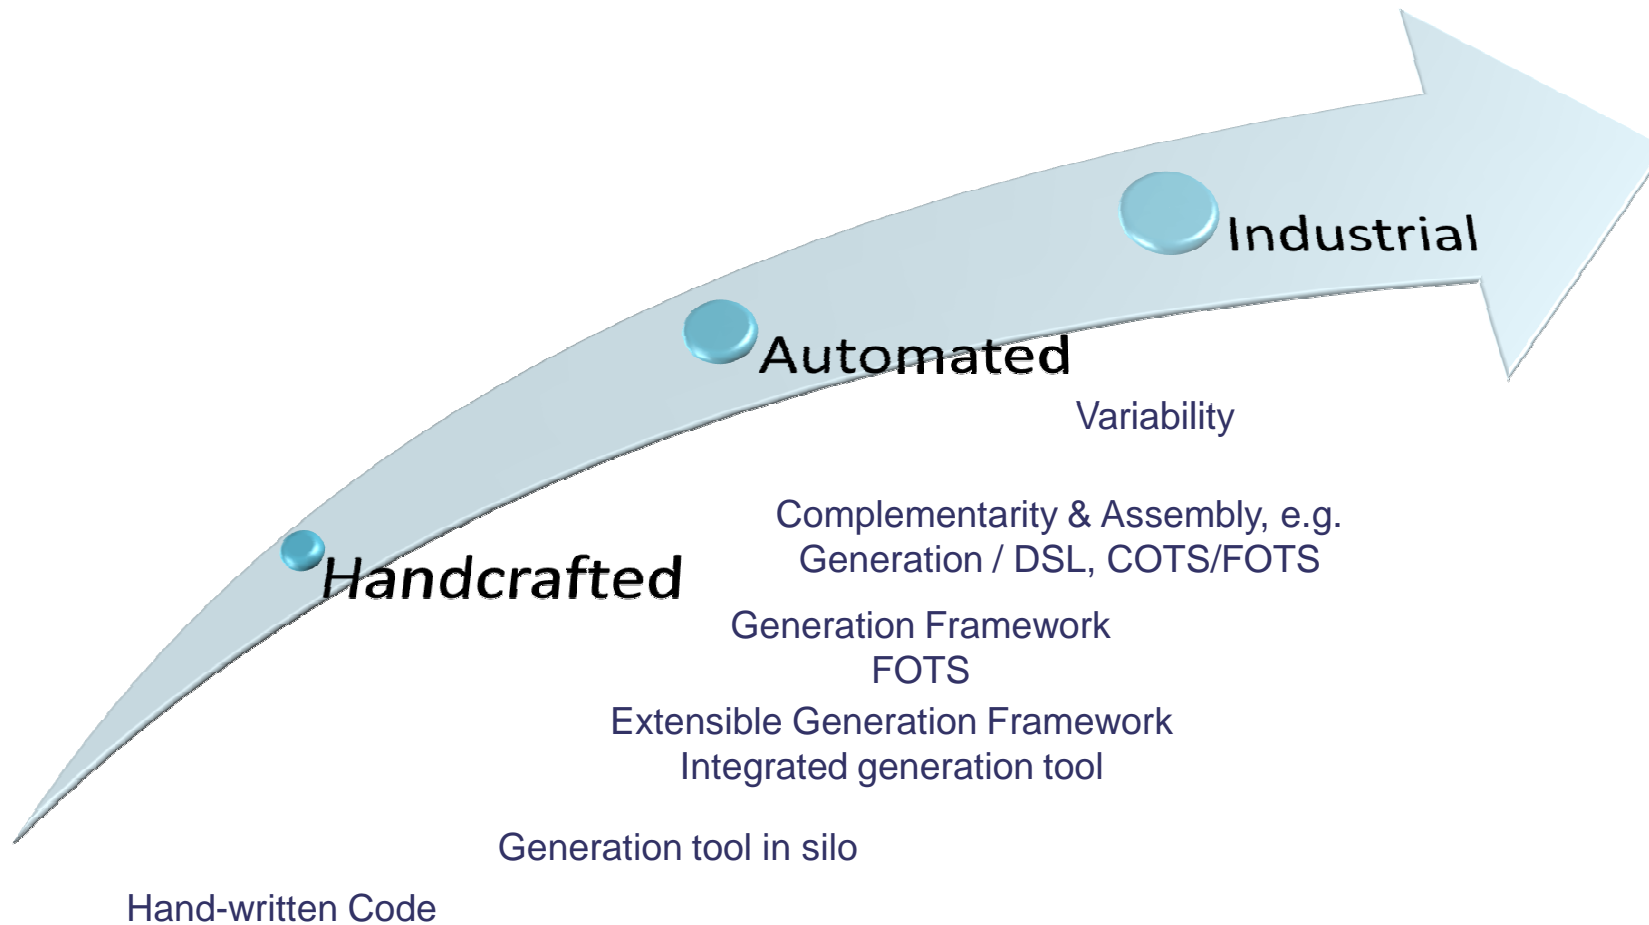 Industrial
Automated
Variability
Complementarity & Assembly, e.g.
Generation / DSL, COTS/FOTS
Handcrafted
Generation Framework
FOTS
Extensible Generation Framework
Integrated generation tool
Generation tool in silo
Hand-written Code